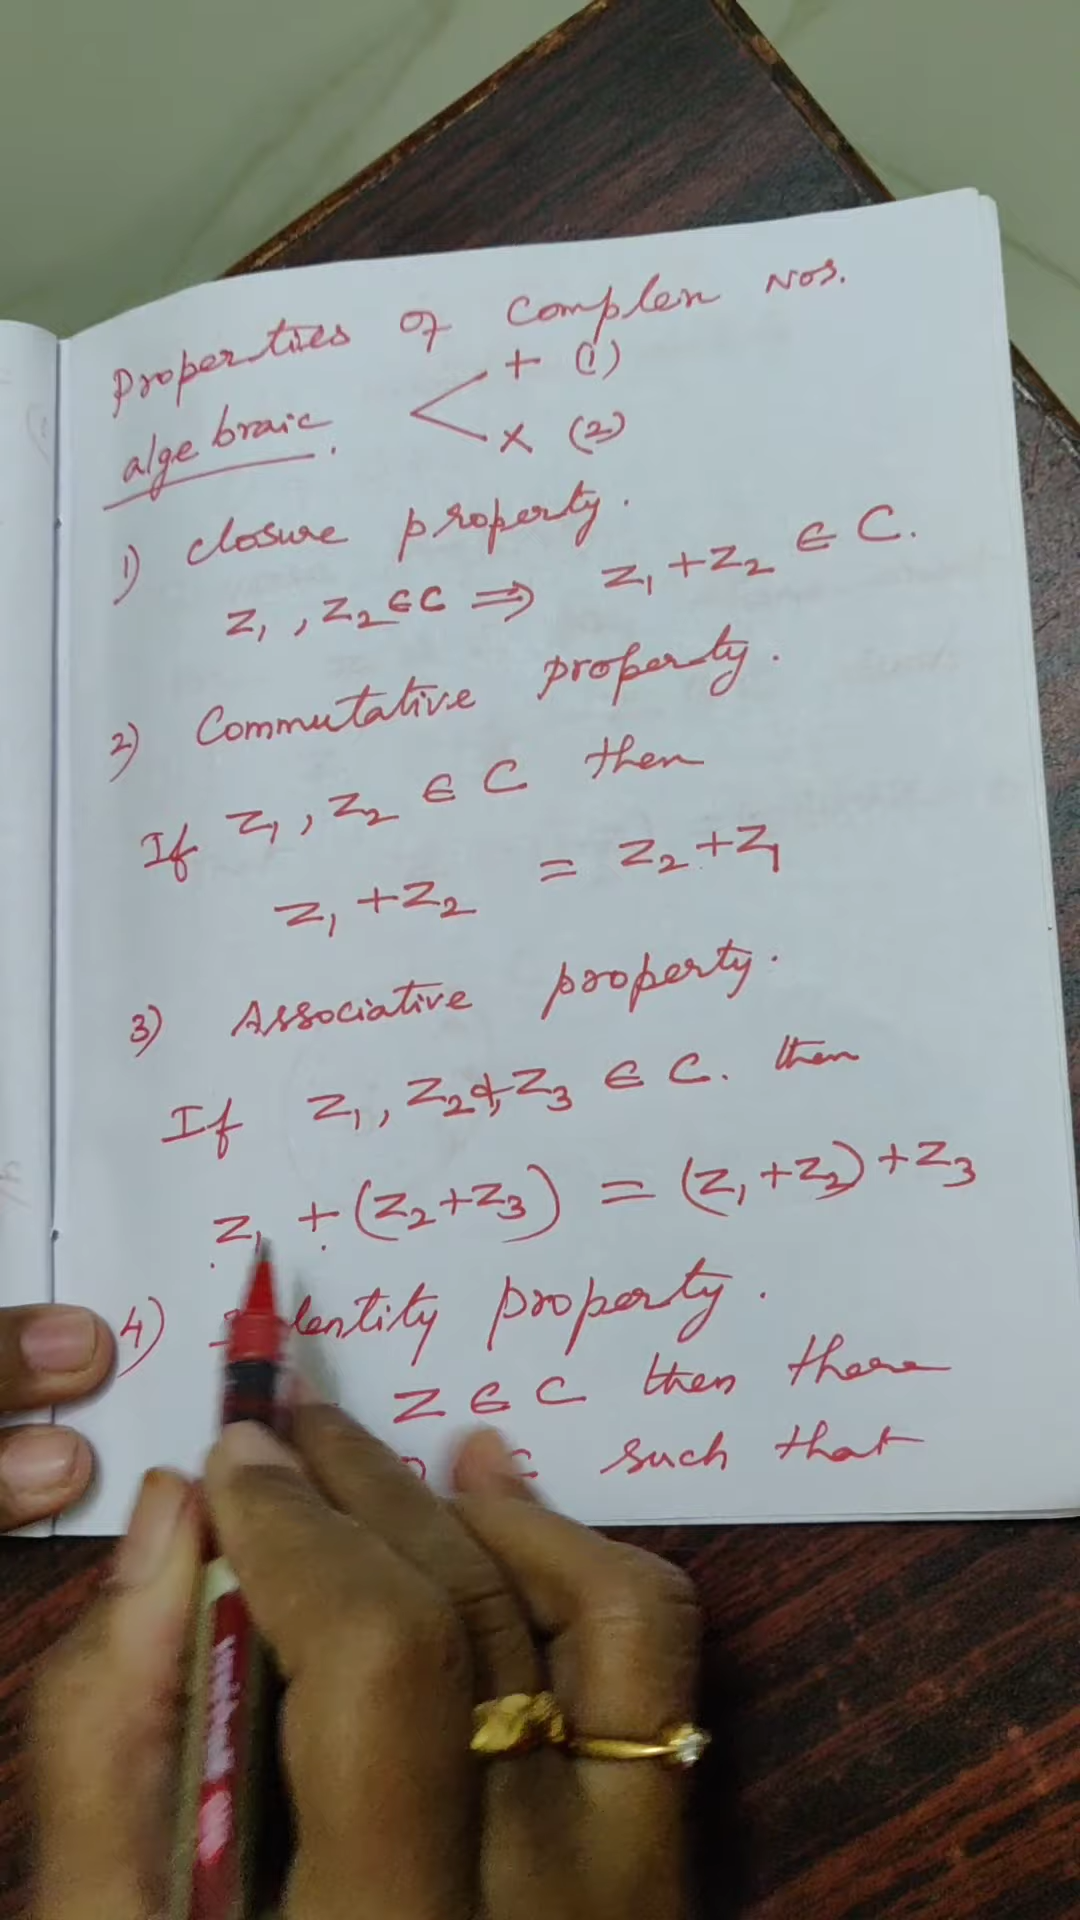 Properties of Complex Nos.
algebraic. + (1)
x (2)
1) closure property.
z₁, z₂ ∈ C ⇒ z₁ + z₂ ∈ C.
2) Commutative property.
If z₁, z₂ ∈ C then
z₁ + z₂ = z₂ + z₁
3) Associative property.
If z₁, z₂ & z₃ ∈ C. then
z₁ + (z₂ + z₃) = (z₁ + z₂) + z₃
4) property.
z ∈ C then there
such that